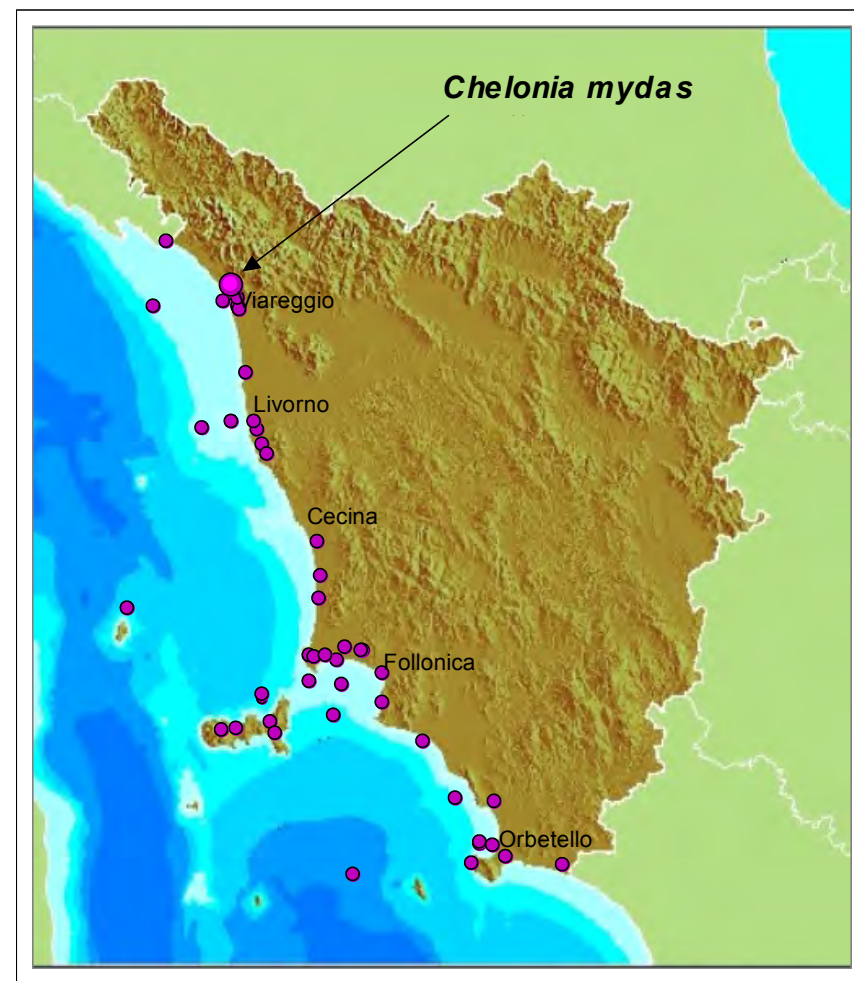 Chelonia mydas
Viareggio
Livorno
Cecina
Follonica
Orbetello